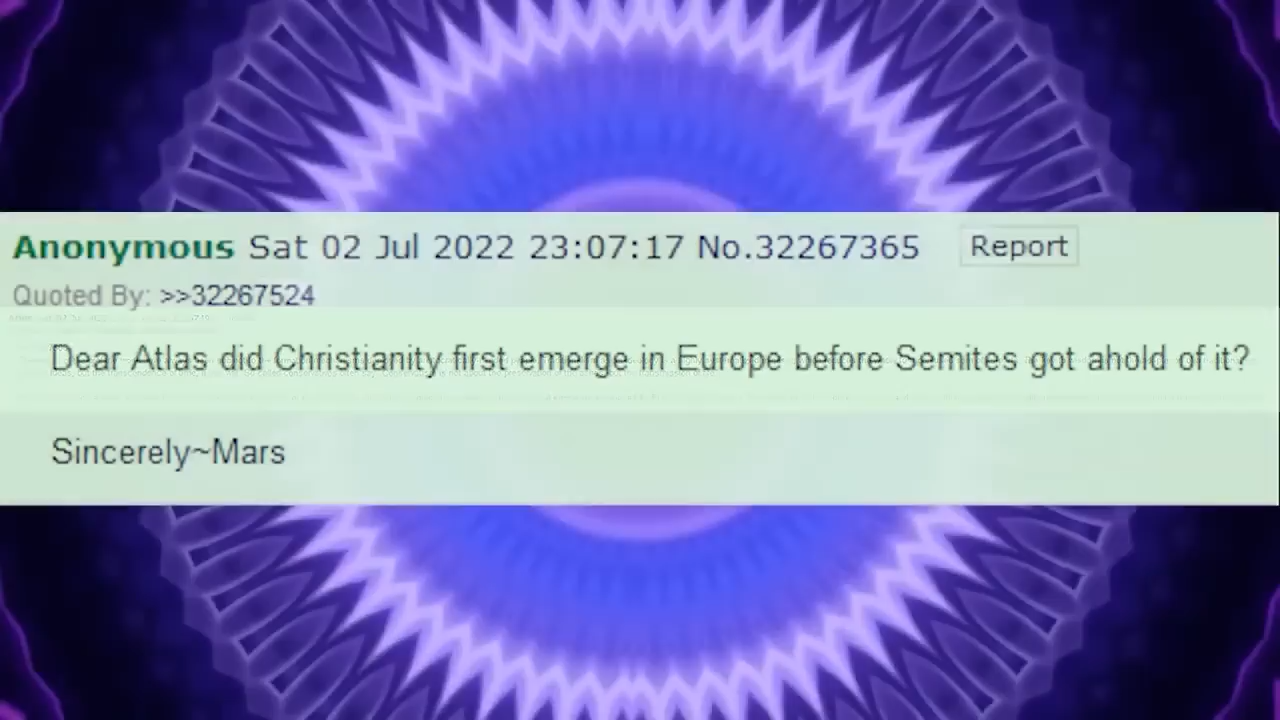 Anonymous Sat 02 Jul 2022 23:07:17 No.32267365 Report
Quoted By: >>32267524
Dear Atlas did Christianity first emerge in Europe before Semites got ahold of it?
Sincerely~Mars